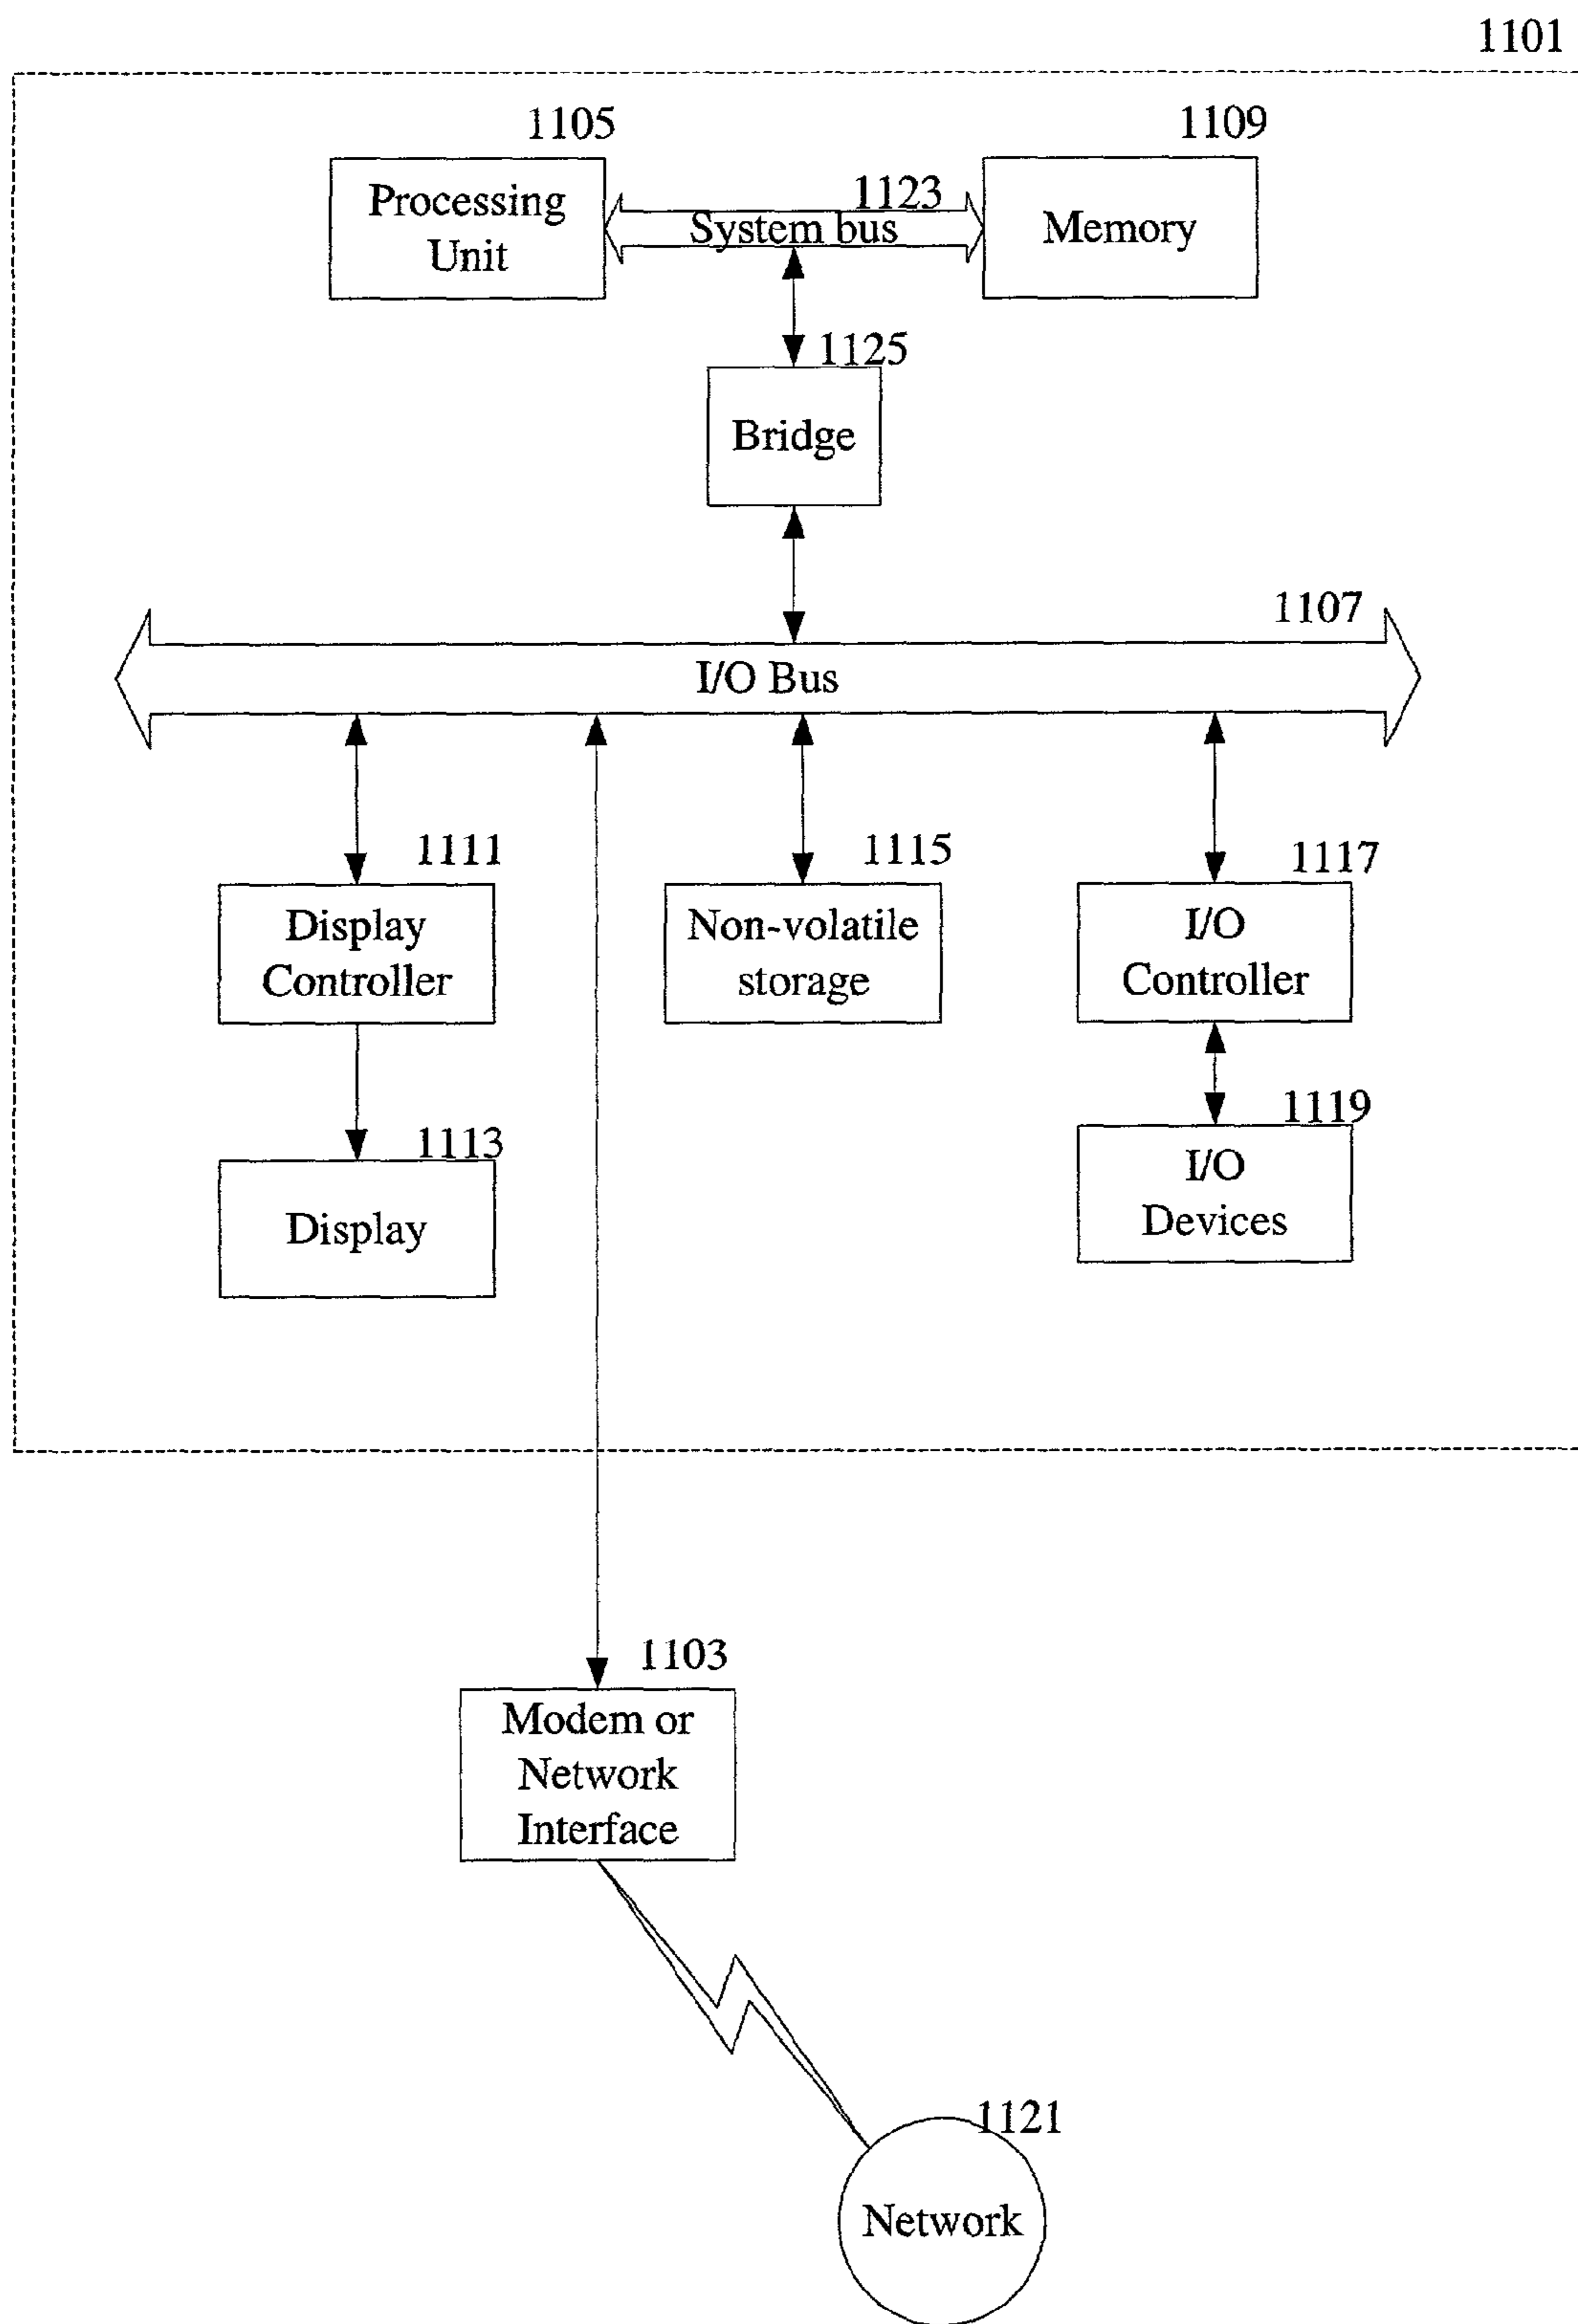 1101
1105
1109
Processing
Unit
1123
System bus
Memory
1125
Bridge
1107
I/O Bus
1111
1115
1117
Display
Controller
Non-volatile
storage
I/O
Controller
1113
1119
Display
I/O
Devices
1103
Modem or
Network
Interface
1121
Network